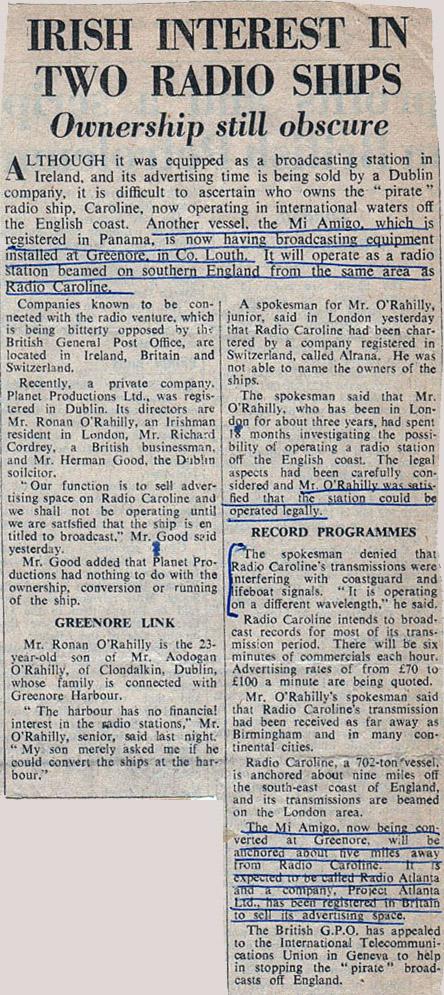 IRISH INTEREST IN
TWO RADIO SHIPS
Ownership still obscure
ALTHOUGH it was equipped as a broadcasting station in
Ireland, and its advertising time is being sold by a Dublin
company, it is difficult to ascertain who owns the "pirate"
radio ship, Caroline, now operating in international waters off
the English coast. Another vessel, the Mi Amigo, which is
registered in Panama, is now having broadcasting equipment
installed at Greenore, in Co. Louth. It will operate as a radio
station beamed on southern England from the same area as
Radio Caroline.
Companies known to be con-
nected with the radio venture, which
is being bitterly opposed by the
British General Post Office, are
located in Ireland, Britain and
Switzerland.
Recently, a private company,
Planet Productions Ltd., was regis-
tered in Dublin. Its directors are
Mr. Ronan O'Rahilly, an Irishman
resident in London, Mr. Richard
Cordrey, a British businessman,
and Mr. Herman Good, the Dublin
solicitor.
"Our function is to sell adver-
tising space on Radio Caroline and
we shall not be operating until
we are satisfied that the ship is en
titled to broadcast," Mr. Good said
yesterday.
Mr. Good added that Planet Pro-
ductions had nothing to do with the
ownership, conversion or running
of the ship.
GREENORE LINK
Mr. Ronan O'Rahilly is the 23-
year-old son of Mr. Aodogan
O'Rahilly, of Clondalkin, Dublin,
whose family is connected with
Greenore Harbour.
"The harbour has no financial
interest in the radio stations," Mr.
O'Rahilly, senior, said last night.
"My son merely asked me if he
could convert the ships at the har-
bour."
A spokesman for Mr. O'Rahilly,
junior, said in London yesterday
that Radio Caroline had been char-
tered by a company registered in
Switzerland, called Alrana. He was
not able to name the owners of the
ships.
The spokesman said that Mr.
O'Rahilly, who has been in Lon-
don for about three years, had spent
18 months investigating the possi-
bility of operating a radio station
off the English coast. The legal
aspects had been carefully con-
sidered and Mr. O'Rahilly was satis-
fied that the station could be
operated legally.
RECORD PROGRAMMES
The spokesman denied that
Radio Caroline's transmissions were
interfering with coastguard and
lifeboat signals. "It is operating
on a different wavelength," he said.
Radio Caroline intends to broad-
cast records for most of its trans-
mission period. There will be six
minutes of commercials each hour.
Advertising rates of from £70 to
£100 a minute are being quoted.
Mr. O'Rahilly's spokesman said
that Radio Caroline's transmission
had been received as far away as
Birmingham and in many con-
tinental cities.
Radio Caroline, a 702-ton vessel,
is anchored about nine miles off
the south-east coast of England,
and its transmissions are beamed
on the London area.
The Mi Amigo, now being con-
verted at Greenore, will be
anchored about five miles away
from Radio Caroline. It is
expected to be called Radio Atlanta
and a company, Project Atlanta
Ltd., has been registered in Britain
to sell its advertising space.
The British G.P.O. has appealed
to the International Telecommuni-
cations Union in Geneva to help
in stopping the "pirate" broad-
casts off England.